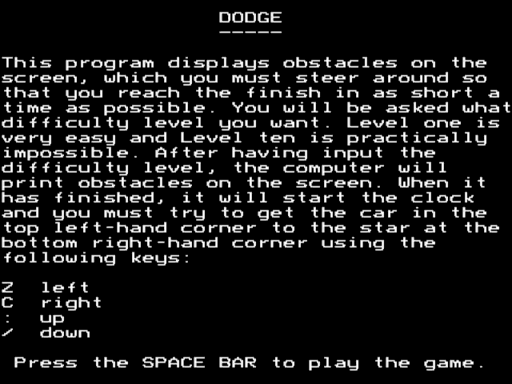 DODGE
-----
This program displays obstacles on the
screen, which you must steer around so
that you reach the finish in as short a
time as possible. You will be asked what
difficulty level you want. Level one is
very easy and Level ten is practically
impossible. After having input the
difficulty level, the computer will
print obstacles on the screen. When it
has finished, it will start the clock
and you must try to get the car in the
top left-hand corner to the star at the
bottom right-hand corner using the
following keys:
Z left
C right
: up
/ down
Press the SPACE BAR to play the game.